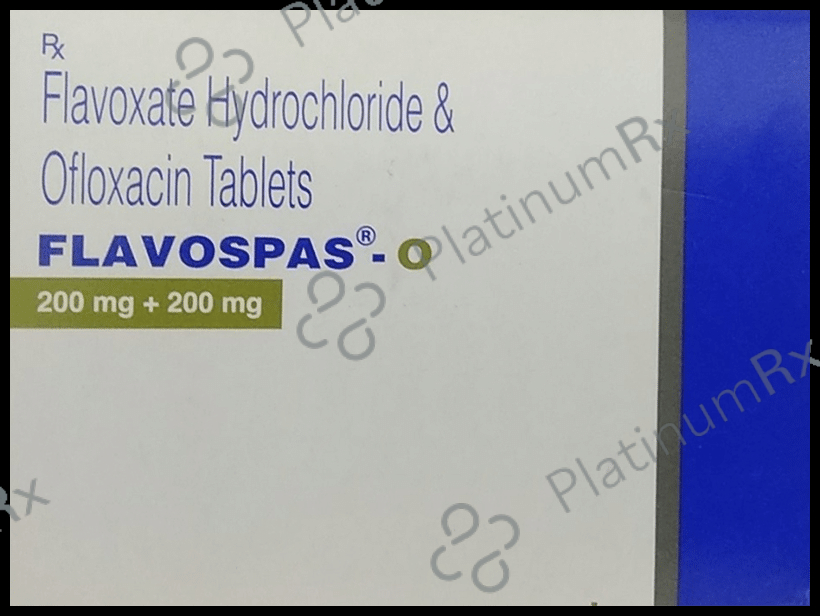 Rx
Flavoxate Hydrochloride &
Ofloxacin Tablets
FLAVOSPAS®-O
200 mg + 200 mg
PlatinumRx
PlatinumRx